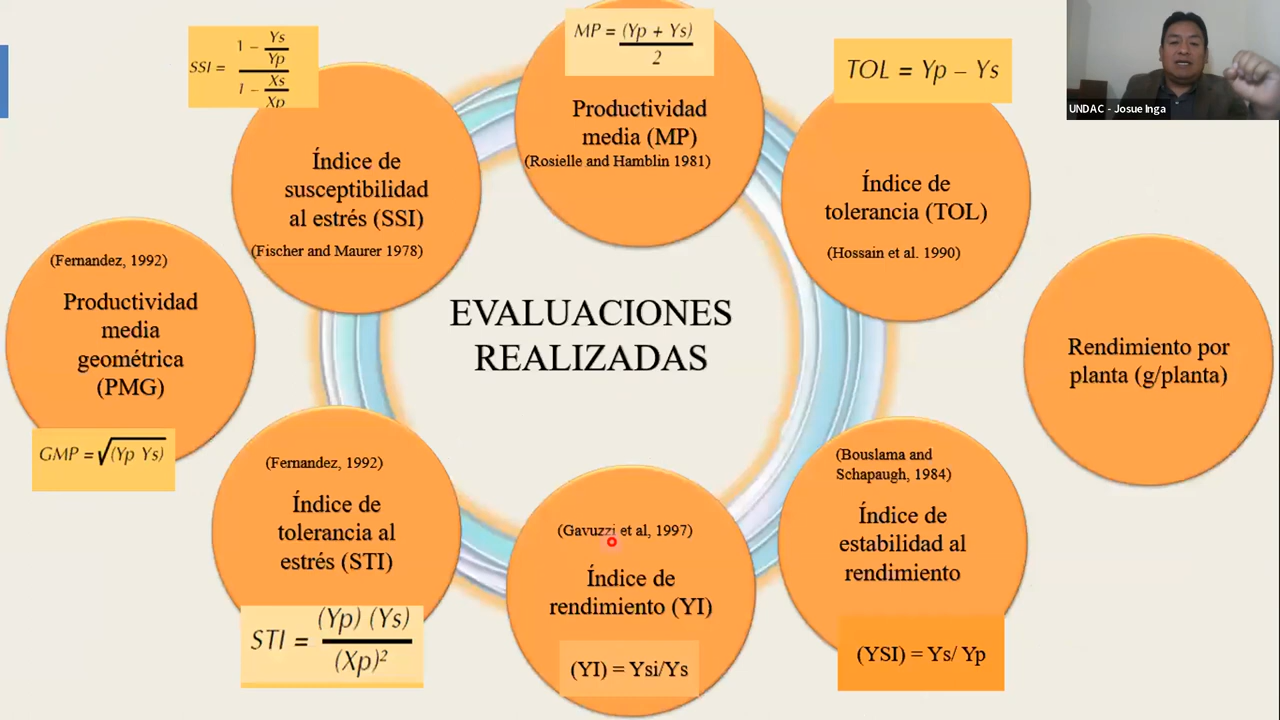 SSI = 1 - Ys/Yp / 1 - Xs/Xp
Índice de
susceptibilidad
al estrés (SSI)
(Fischer and Maurer 1978)
MP = (Yp + Ys) / 2
Productividad
media (MP)
(Rosielle and Hamblin 1981)
TOL = Yp – Ys
Índice de
tolerancia (TOL)
(Hossain et al. 1990)
UNDAC - Josue Inga
(Fernandez, 1992)
Productividad
media
geométrica
(PMG)
GMP = √(Yp Ys)
EVALUACIONES
REALIZADAS
Rendimiento por
planta (g/planta)
(Fernandez, 1992)
Índice de
tolerancia al
estrés (STI)
STI = (Yp) (Ys) / (Xp)²
(Gavuzzi et al, 1997)
Índice de
rendimiento (YI)
(YI) = Ysi/Ys
(Bouslama and
Schapaugh, 1984)
Índice de
estabilidad al
rendimiento
(YSI) = Ys/ Yp